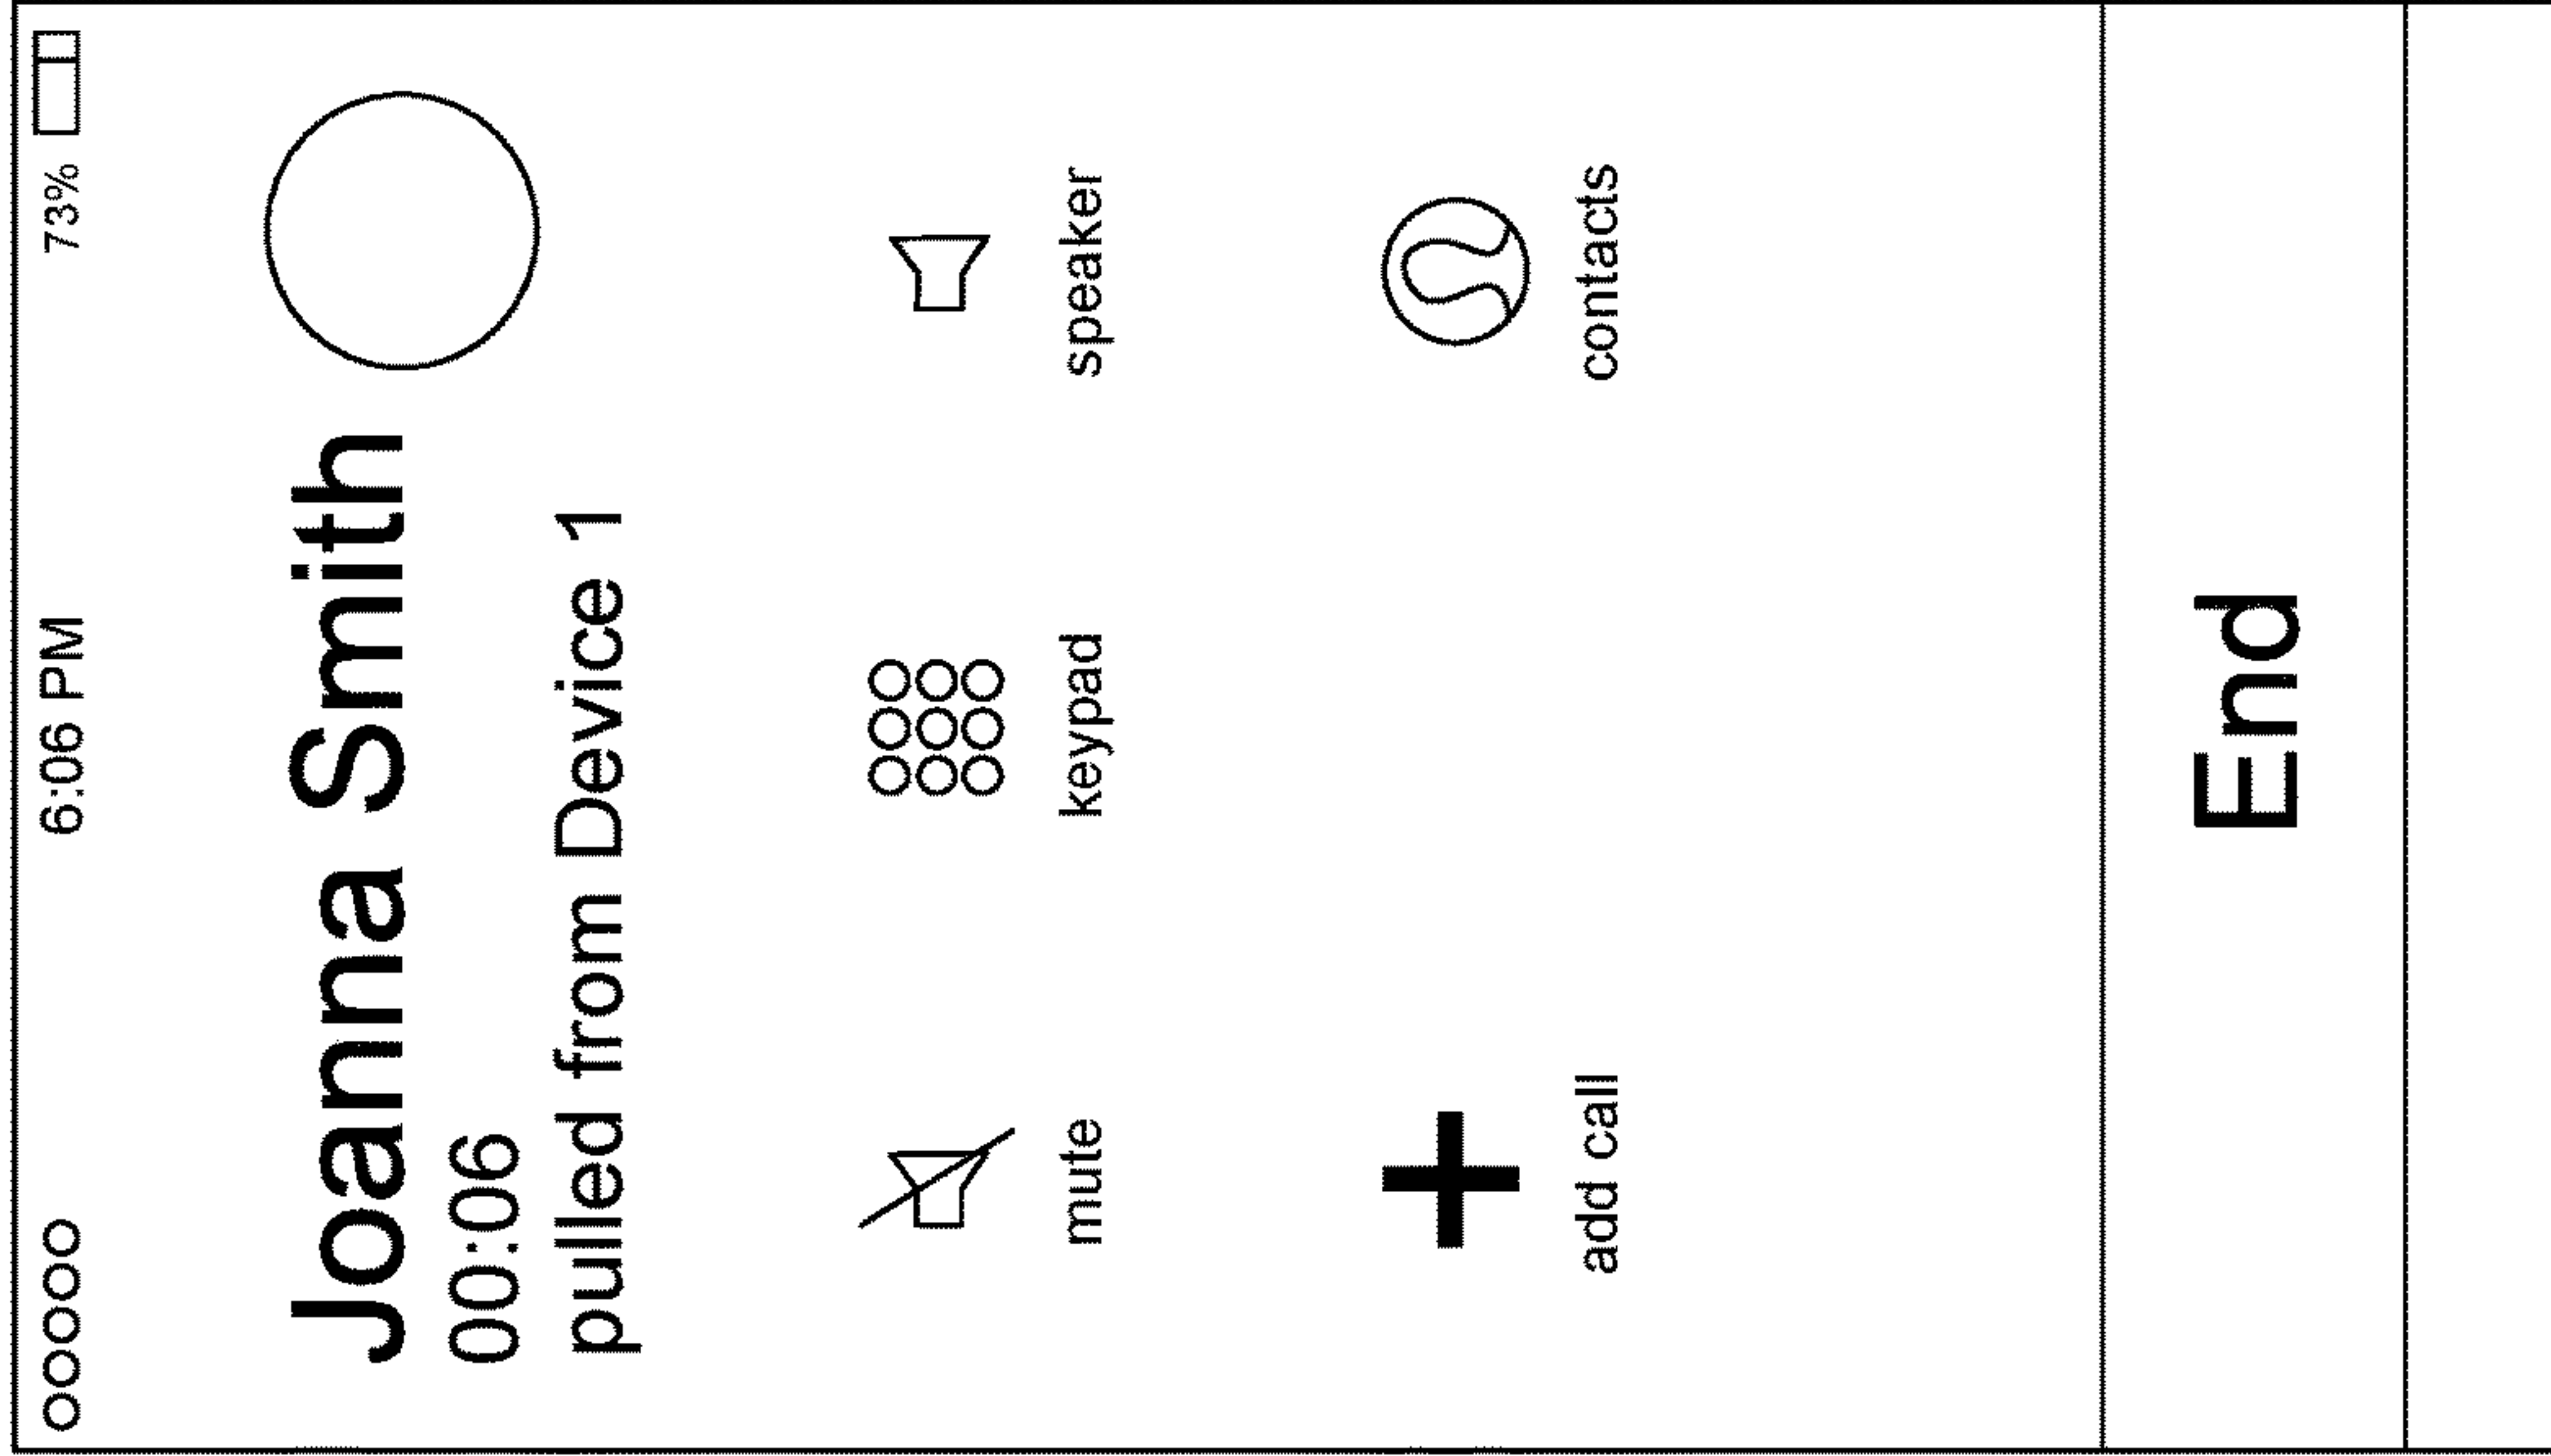 6:06 PM 73%
Joanna Smith
00:06
pulled from Device 1
mute keypad speaker
add call contacts
End